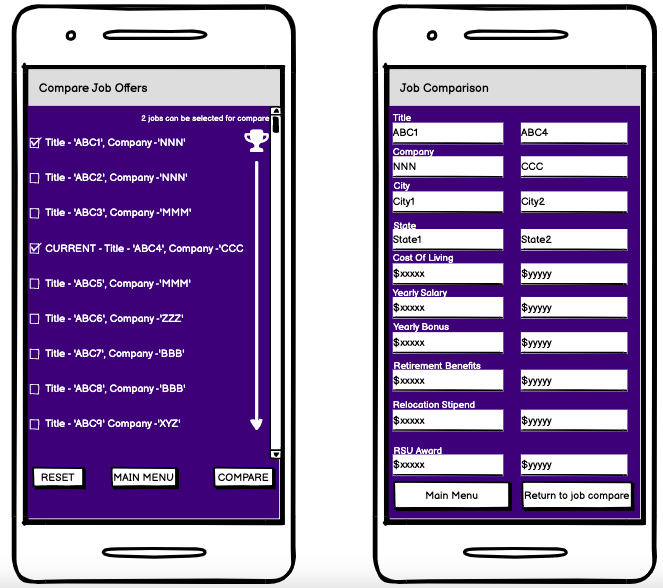 Compare Job Offers
2 jobs can be selected for compare
Title - 'ABC1', Company -'NNN'
Title - 'ABC2', Company -'NNN'
Title - 'ABC3', Company -'MMM'
CURRENT - Title - 'ABC4', Company -'CCC
Title - 'ABC5', Company -'MMM'
Title - 'ABC6', Company -'ZZZ'
Title - 'ABC7', Company -'BBB'
Title - 'ABC8', Company -'BBB'
Title - 'ABC9' Company -'XYZ'
RESET MAIN MENU COMPARE
Job Comparison
Title
ABC1 ABC4
Company
NNN CCC
City
City1 City2
State
State1 State2
Cost Of Living
$xxxxx $yyyyy
Yearly Salary
$xxxxx $yyyyy
Yearly Bonus
$xxxxx $yyyyy
Retirement Benefits
$xxxxx $yyyyy
Relocation Stipend
$xxxxx $yyyyy
RSU Award
$xxxxx $yyyyy
Main Menu Return to job compare